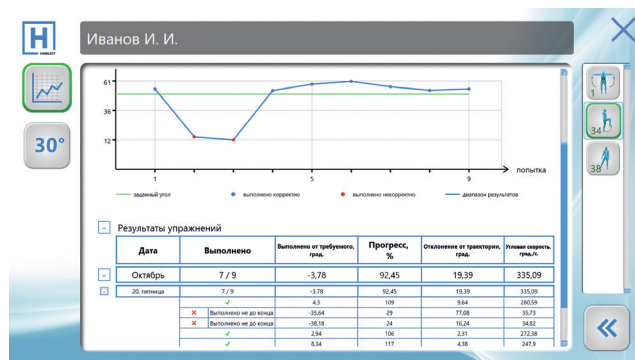 H
HABILECT
Иванов И. И.
30°
61
36
12
1
5
9
попытка
заданный угол
выполнено корректно
выполнено некорректно
диапазон результатов
1
34
38
- Результаты упражнений
Дата Выполнено Выполнено от требуемого, град. Прогресс, % Отклонение от траектории, град. Угловая скорость, град./с.
- Октябрь 7 / 9 -3,78 92,45 19,39 335,09
- 20, пятница 7 / 9 -3,78 92,45 19,39 335,09
✓ 4,3 109 9,64 280,59
× Выполнено не до конца -35,64 29 77,08 35,73
× Выполнено не до конца -38,18 24 16,24 34,82
✓ 2,94 106 2,31 272,38
✓ 8,34 117 4,38 247,9